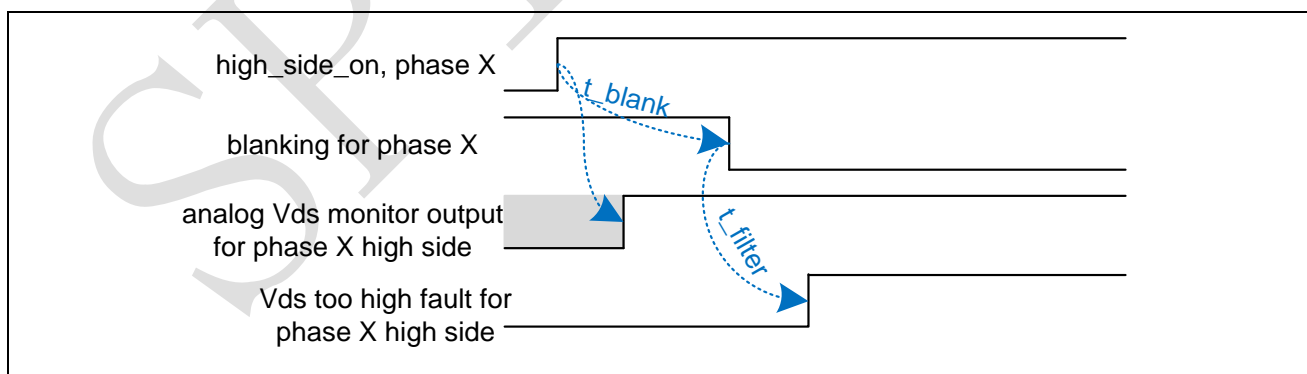 high_side_on, phase X
t_blank
blanking for phase X
analog Vds monitor output
for phase X high side
t_filter
Vds too high fault for
phase X high side